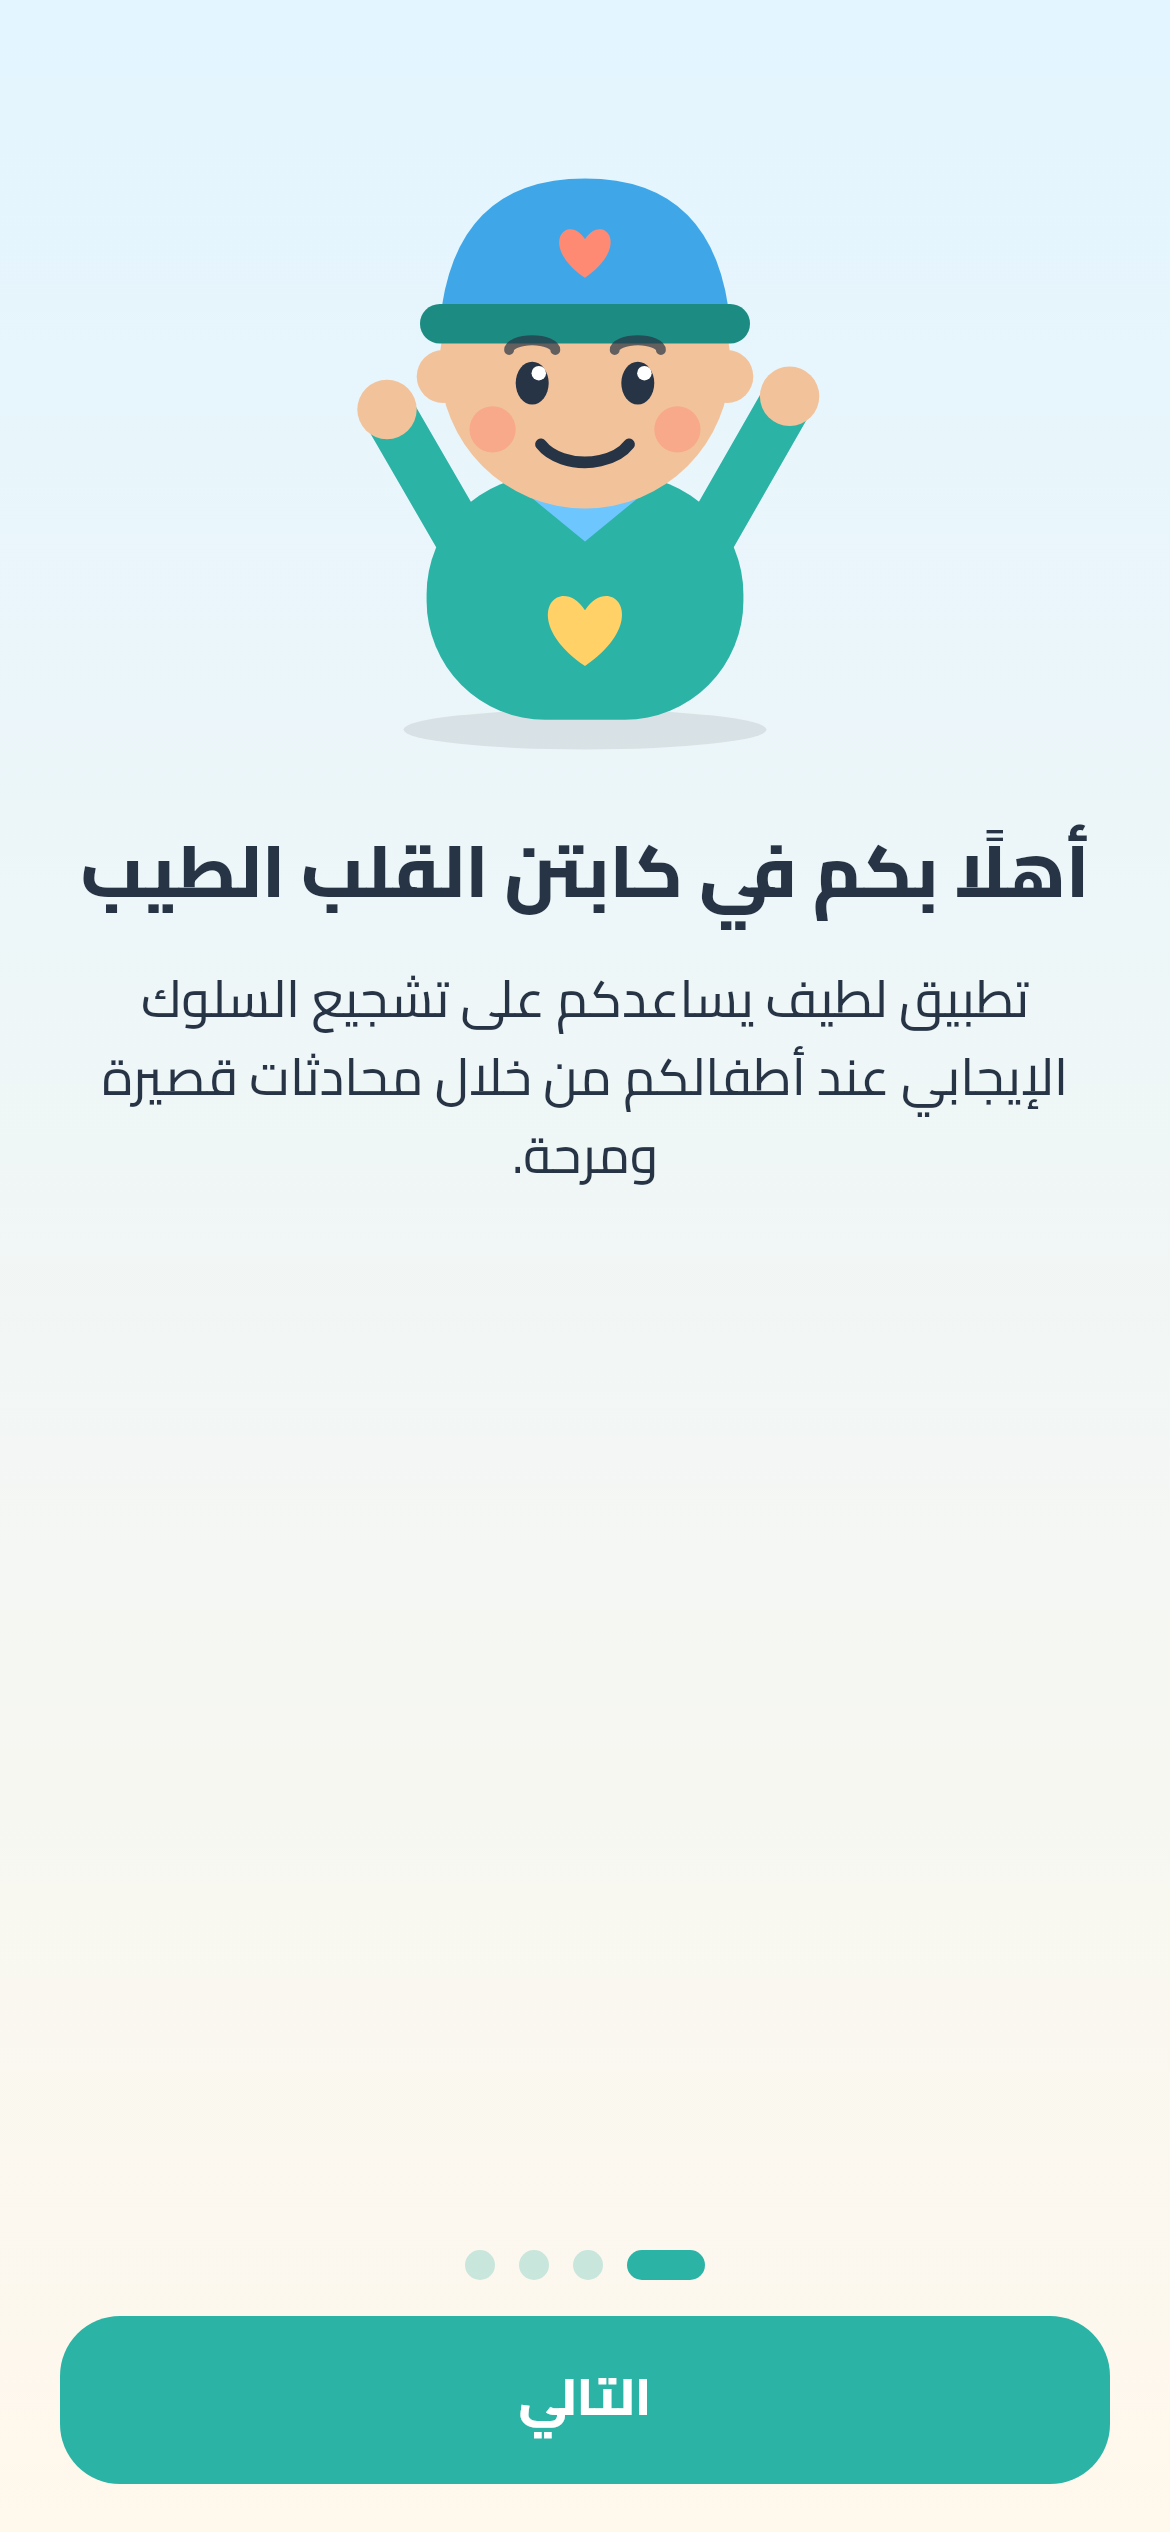 أهلًا بكم في كابتن القلب الطيب
تطبيق لطيف يساعدكم على تشجيع السلوك
الإيجابي عند أطفالكم من خلال محادثات قصيرة
ومرحة.
التالي